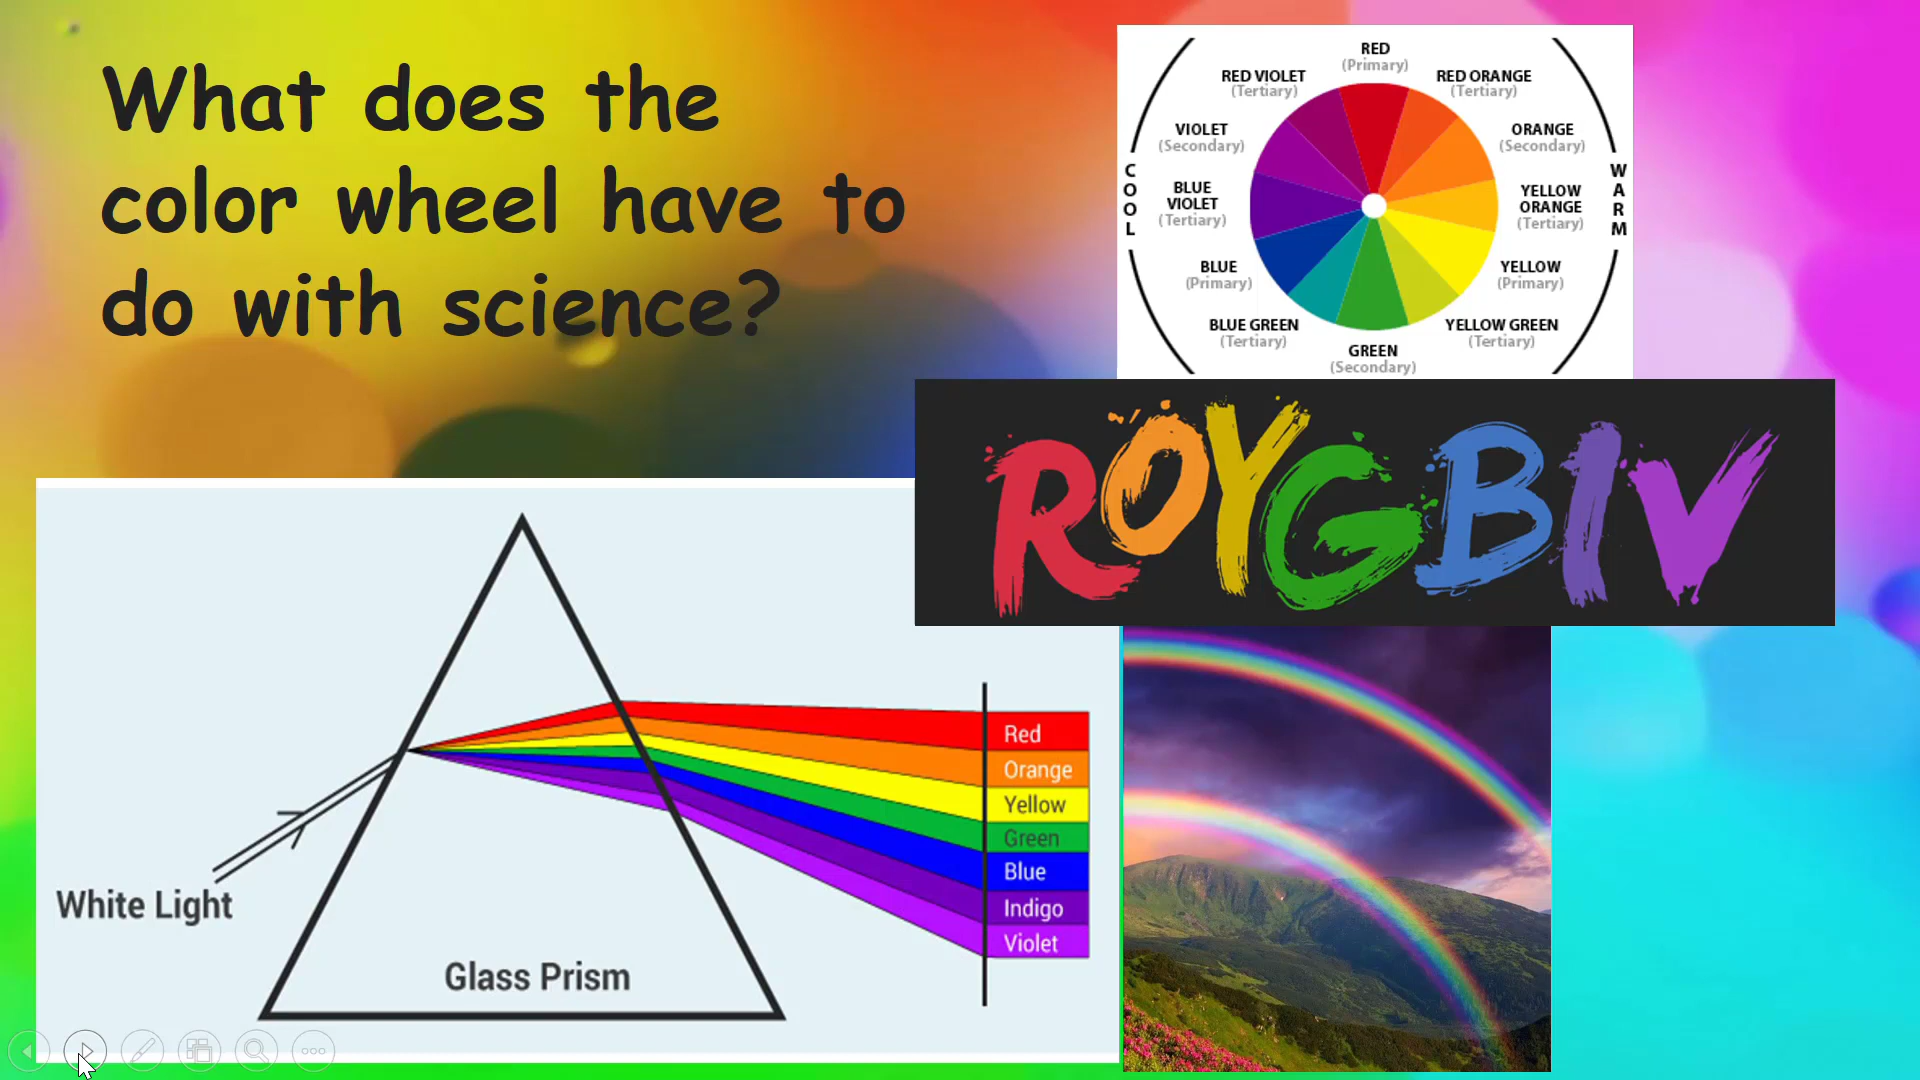 What does the
color wheel have to
do with science?
RED
(Primary)
RED VIOLET
(Tertiary)
RED ORANGE
(Tertiary)
VIOLET
(Secondary)
ORANGE
(Secondary)
COOL
WARM
BLUE
VIOLET
(Tertiary)
YELLOW
ORANGE
(Tertiary)
BLUE
(Primary)
YELLOW
(Primary)
BLUE GREEN
(Tertiary)
YELLOW GREEN
(Tertiary)
GREEN
(Secondary)
ROYGBIV
Red
Orange
Yellow
Green
Blue
Indigo
Violet
White Light
Glass Prism